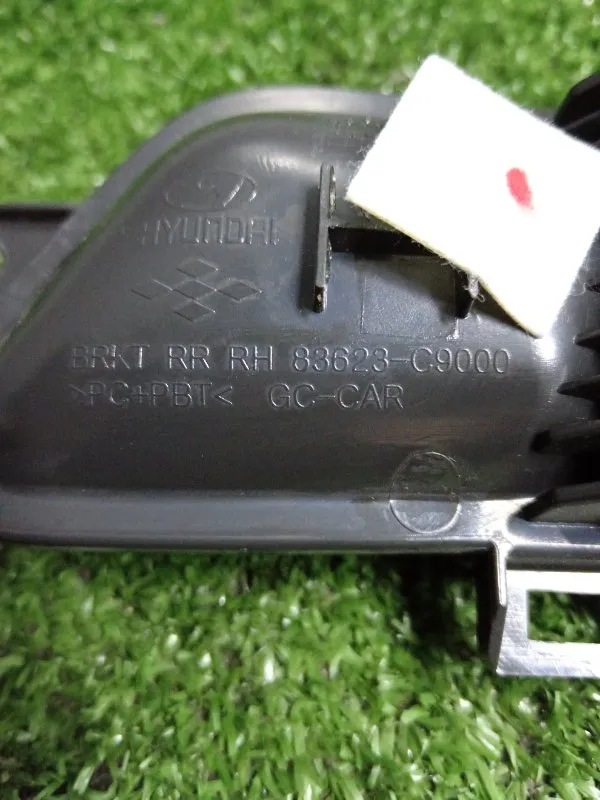 HYUNDAI
BRKT RR RH 83623-C9000
>PC+PBT< GC-CAR